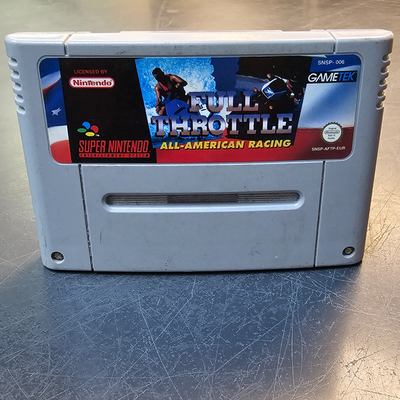 LICENSED BY
Nintendo
SNSP- 006
GAMETEK
FULL
THROTTLE
ALL-AMERICAN RACING
SUPER NINTENDO
ENTERTAINMENT SYSTEM
SNSP-AFTP-EUR